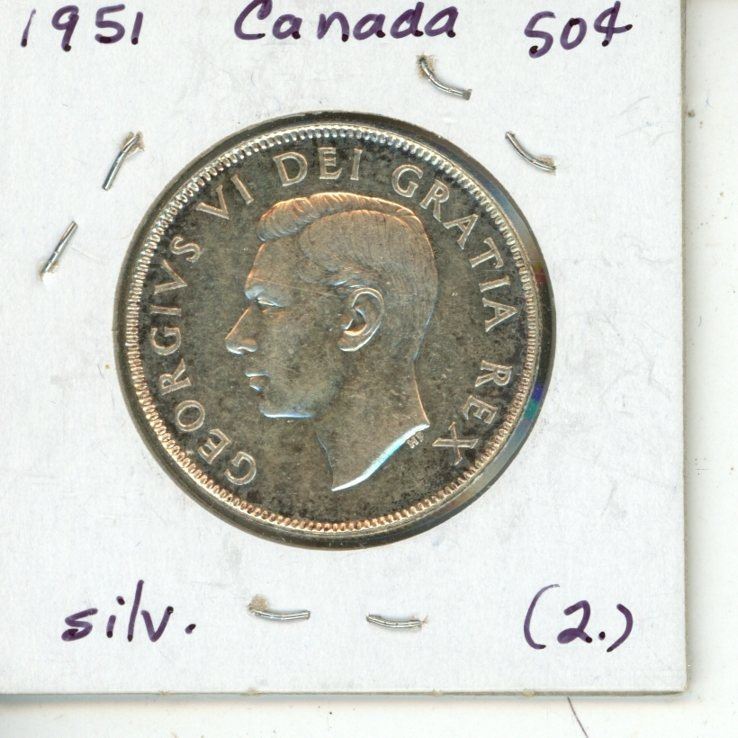 1951 Canada 50¢
GEORGIVS VI DEI GRATIA REX
HP
silv. (2.)